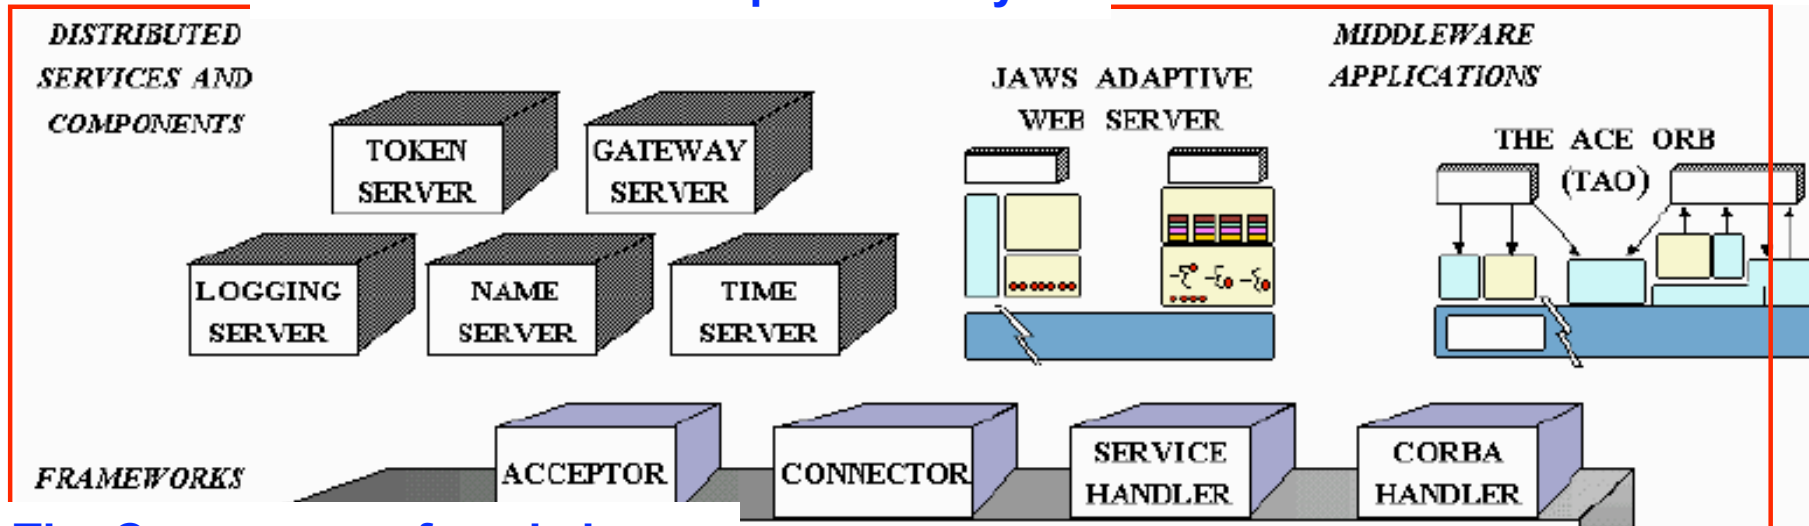 DISTRIBUTED
SERVICES AND
COMPONENTS
MIDDLEWARE
APPLICATIONS
JAWS ADAPTIVE
WEB SERVER
THE ACE ORB
(TAO)
TOKEN
SERVER
GATEWAY
SERVER
LOGGING
SERVER
NAME
SERVER
TIME
SERVER
FRAMEWORKS
ACCEPTOR
CONNECTOR
SERVICE
HANDLER
CORBA
HANDLER